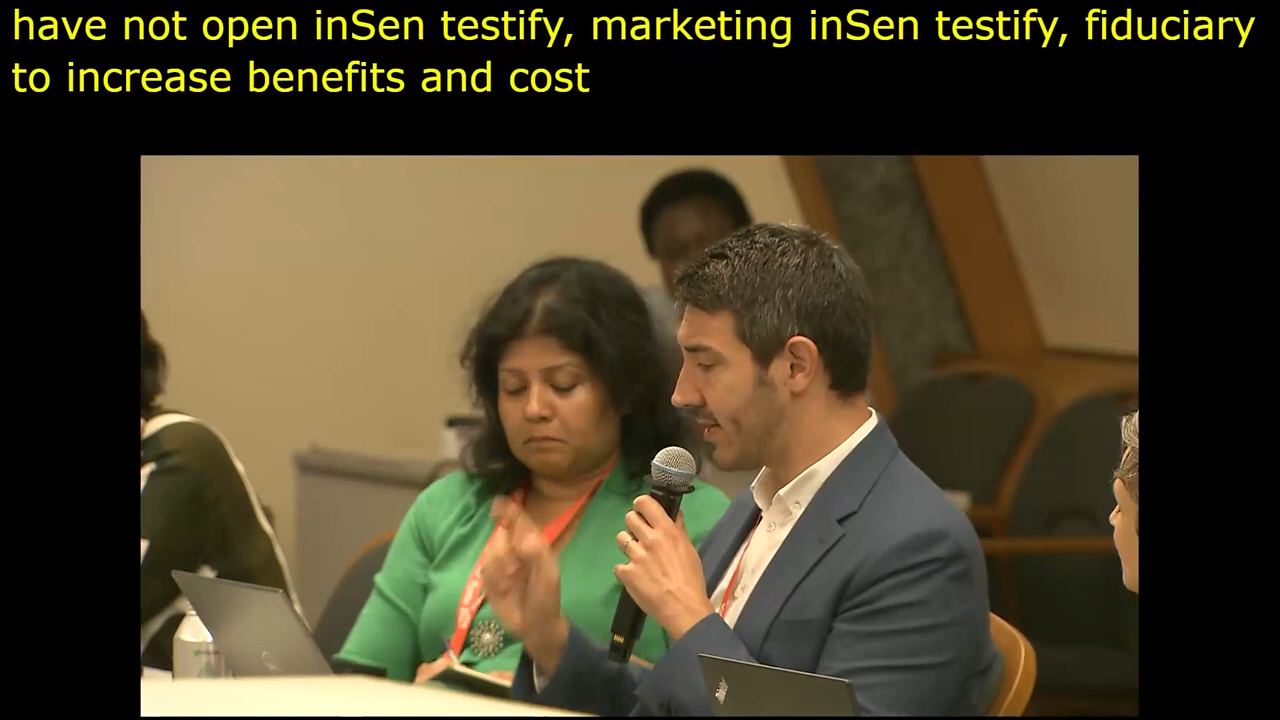 have not open inSen testify, marketing inSen testify, fiduciary
to increase benefits and cost